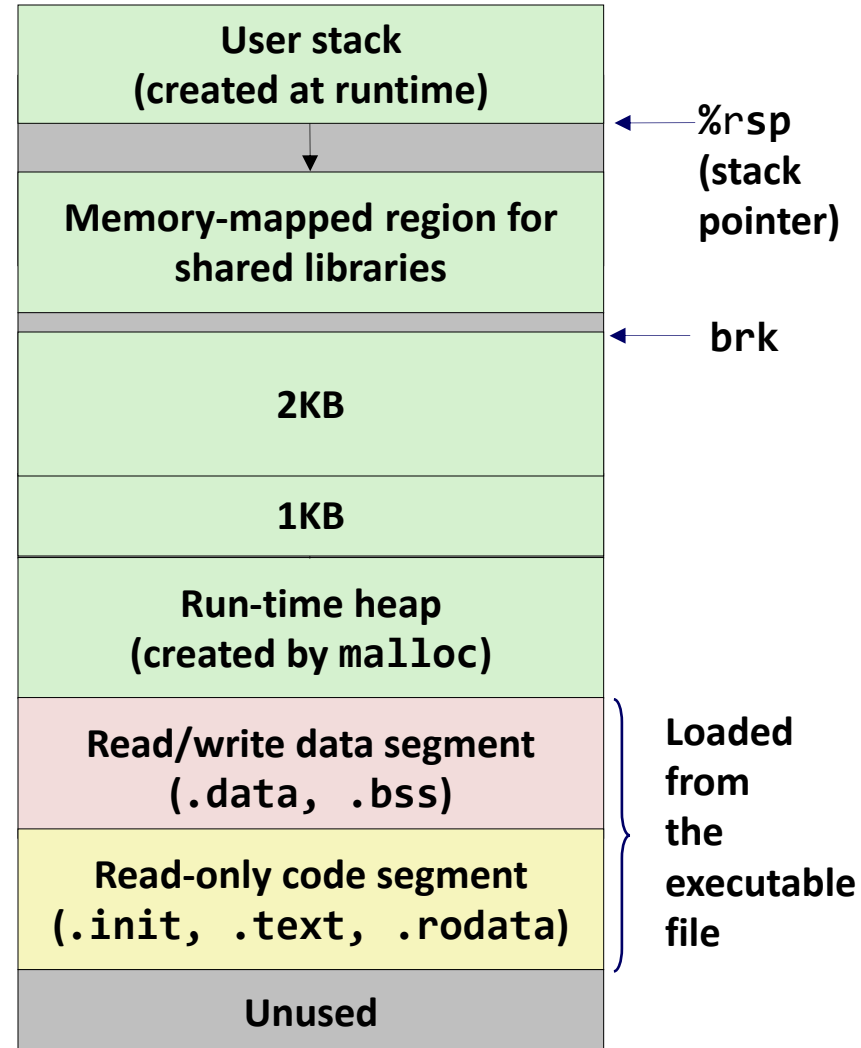 User stack
(created at runtime)
%rsp
(stack
pointer)
Memory-mapped region for
shared libraries
brk
2KB
1KB
Run-time heap
(created by malloc)
Read/write data segment
(.data, .bss)
Loaded
from
the
executable
file
Read-only code segment
(.init, .text, .rodata)
Unused